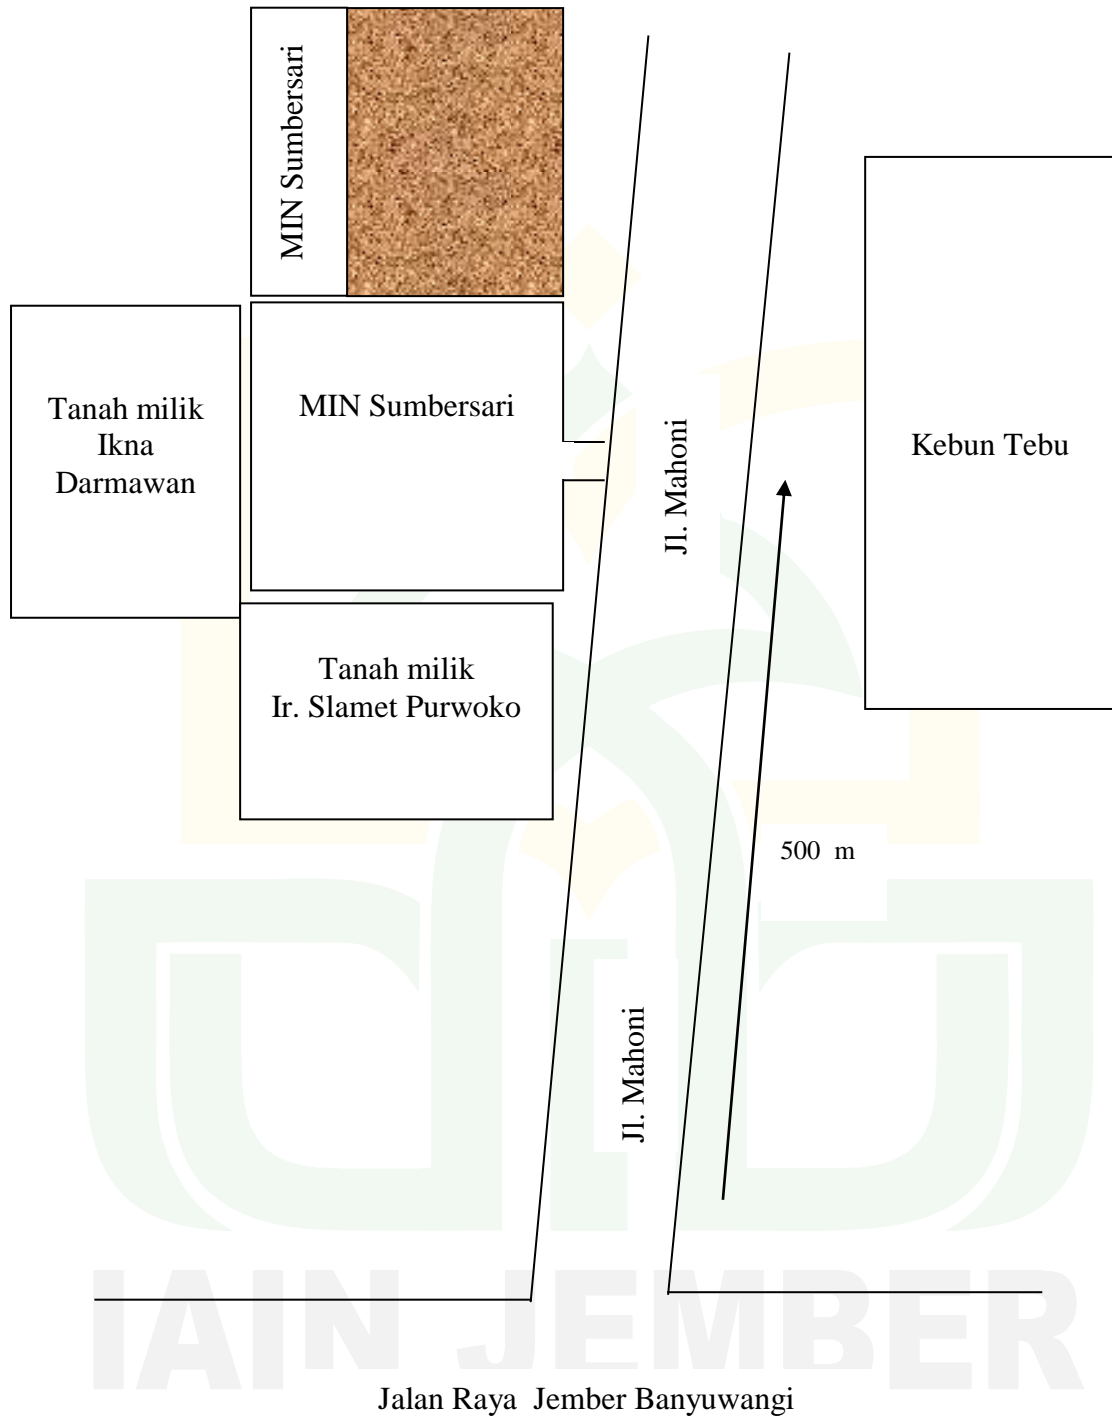 MIN Sumbersari
Tanah milik
Ikna
Darmawan
MIN Sumbersari
Jl. Mahoni
Kebun Tebu
Tanah milik
Ir. Slamet Purwoko
500 m
Jl. Mahoni
IAIN JEMBER
Jalan Raya Jember Banyuwangi